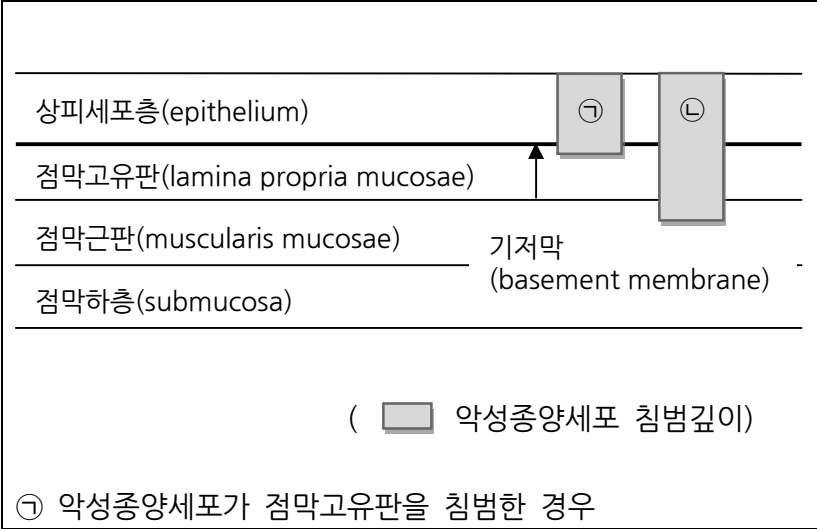 상피세포층(epithelium)
㉠
㉡
점막고유판(lamina propria mucosae)
점막근판(muscularis mucosae)
기저막
(basement membrane)
점막하층(submucosa)
( 악성종양세포 침범깊이)
㉠ 악성종양세포가 점막고유판을 침범한 경우